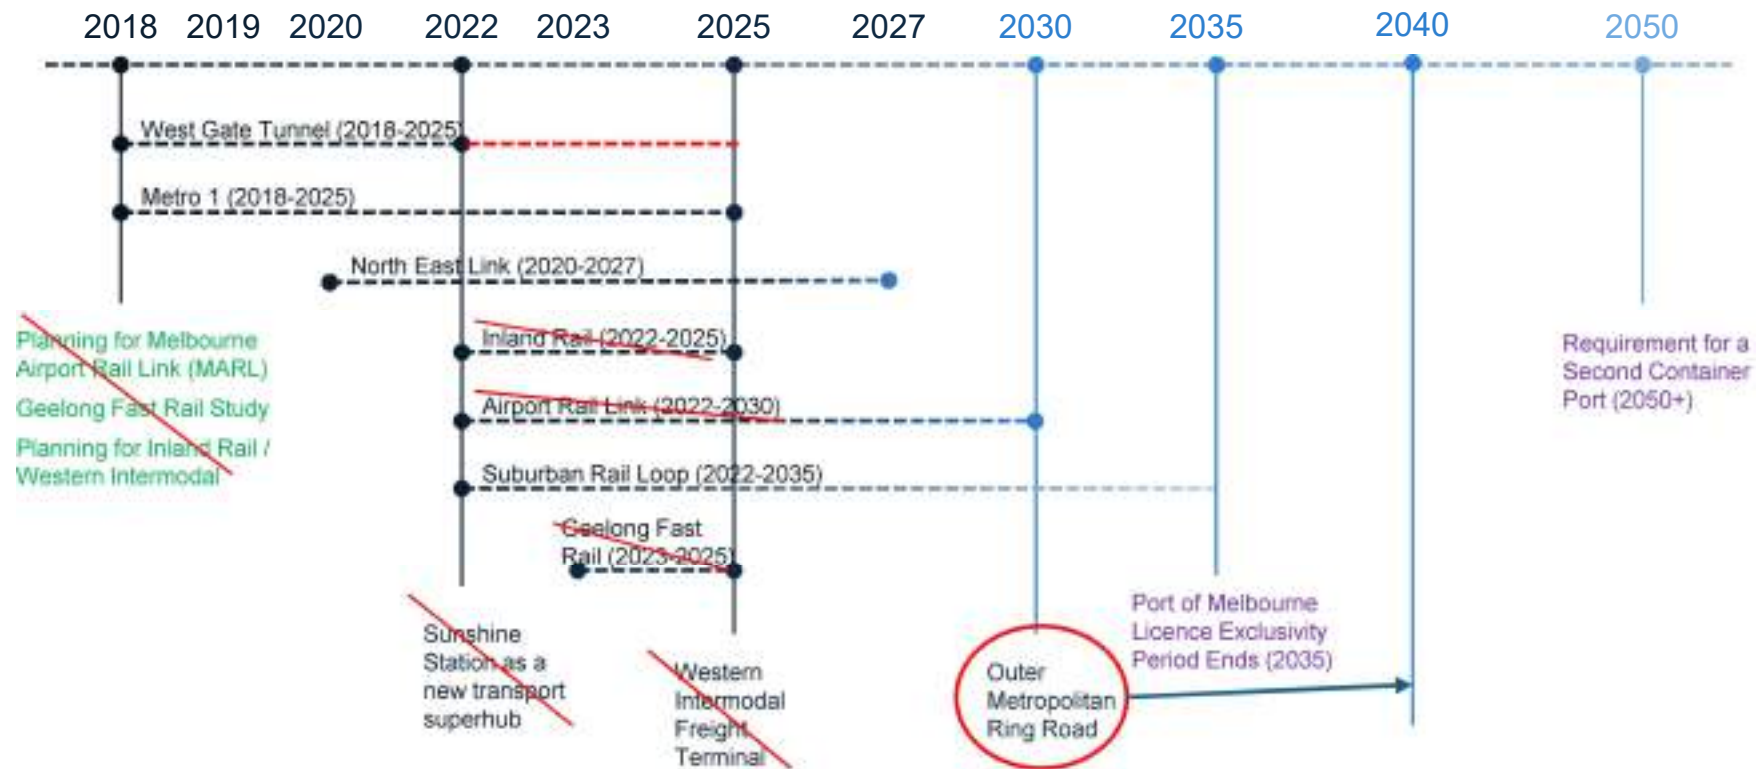 2018 2019 2020 2022 2023 2025 2027 2030 2035 2040 2050
West Gate Tunnel (2018-2025)
Metro 1 (2018-2025)
North East Link (2020-2027)
Planning for Melbourne
Airport Rail Link (MARL)
Geelong Fast Rail Study
Planning for Inland Rail /
Western Intermodal
Inland Rail (2022-2025)
Airport Rail Link (2022-2030)
Suburban Rail Loop (2022-2035)
Geelong Fast
Rail (2023-2025)
Requirement for a
Second Container
Port (2050+)
Sunshine
Station as a
new transport
superhub
Western
Intermodal
Freight
Terminal
Outer
Metropolitan
Ring Road
Port of Melbourne
Licence Exclusivity
Period Ends (2035)